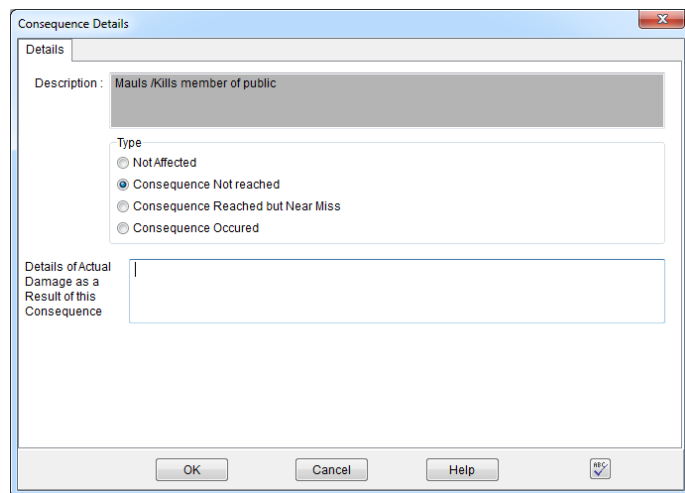 Consequence Details
Details
Description : Mauls /Kills member of public
Type
Not Affected
Consequence Not reached
Consequence Reached but Near Miss
Consequence Occured
Details of Actual
Damage as a
Result of this
Consequence
OK Cancel Help ABC